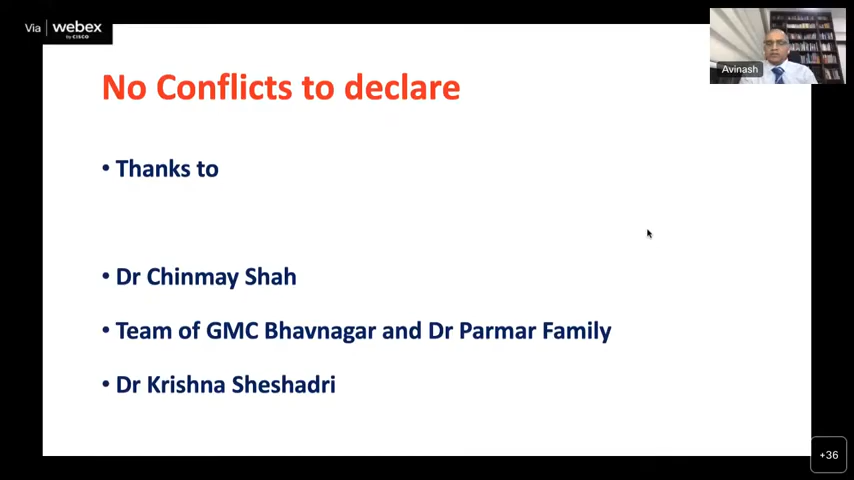 Via webex
by CISCO
Avinash
No Conflicts to declare
• Thanks to
• Dr Chinmay Shah
• Team of GMC Bhavnagar and Dr Parmar Family
• Dr Krishna Sheshadri
+36